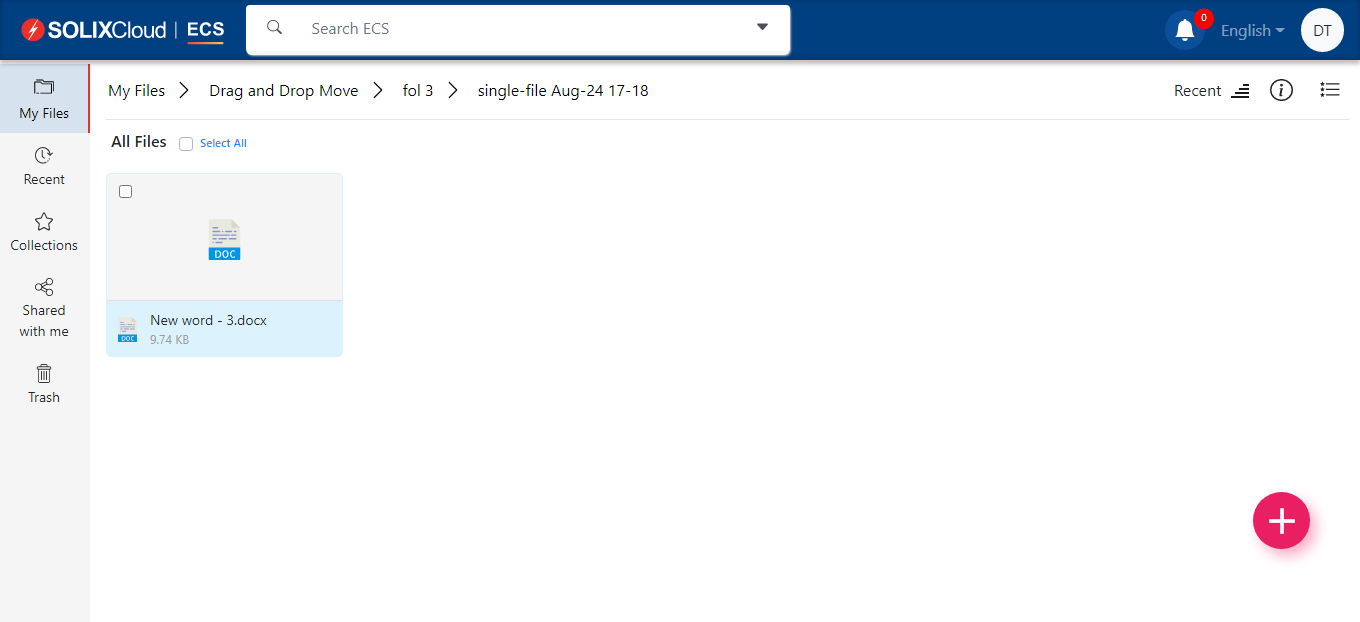 SOLIXCloud | ECS
Search ECS
0
English
DT
My Files
Recent
Collections
Shared
with me
Trash
My Files > Drag and Drop Move > fol 3 > single-file Aug-24 17-18
Recent
All Files
Select All
DOC
DOC
New word - 3.docx
9.74 KB